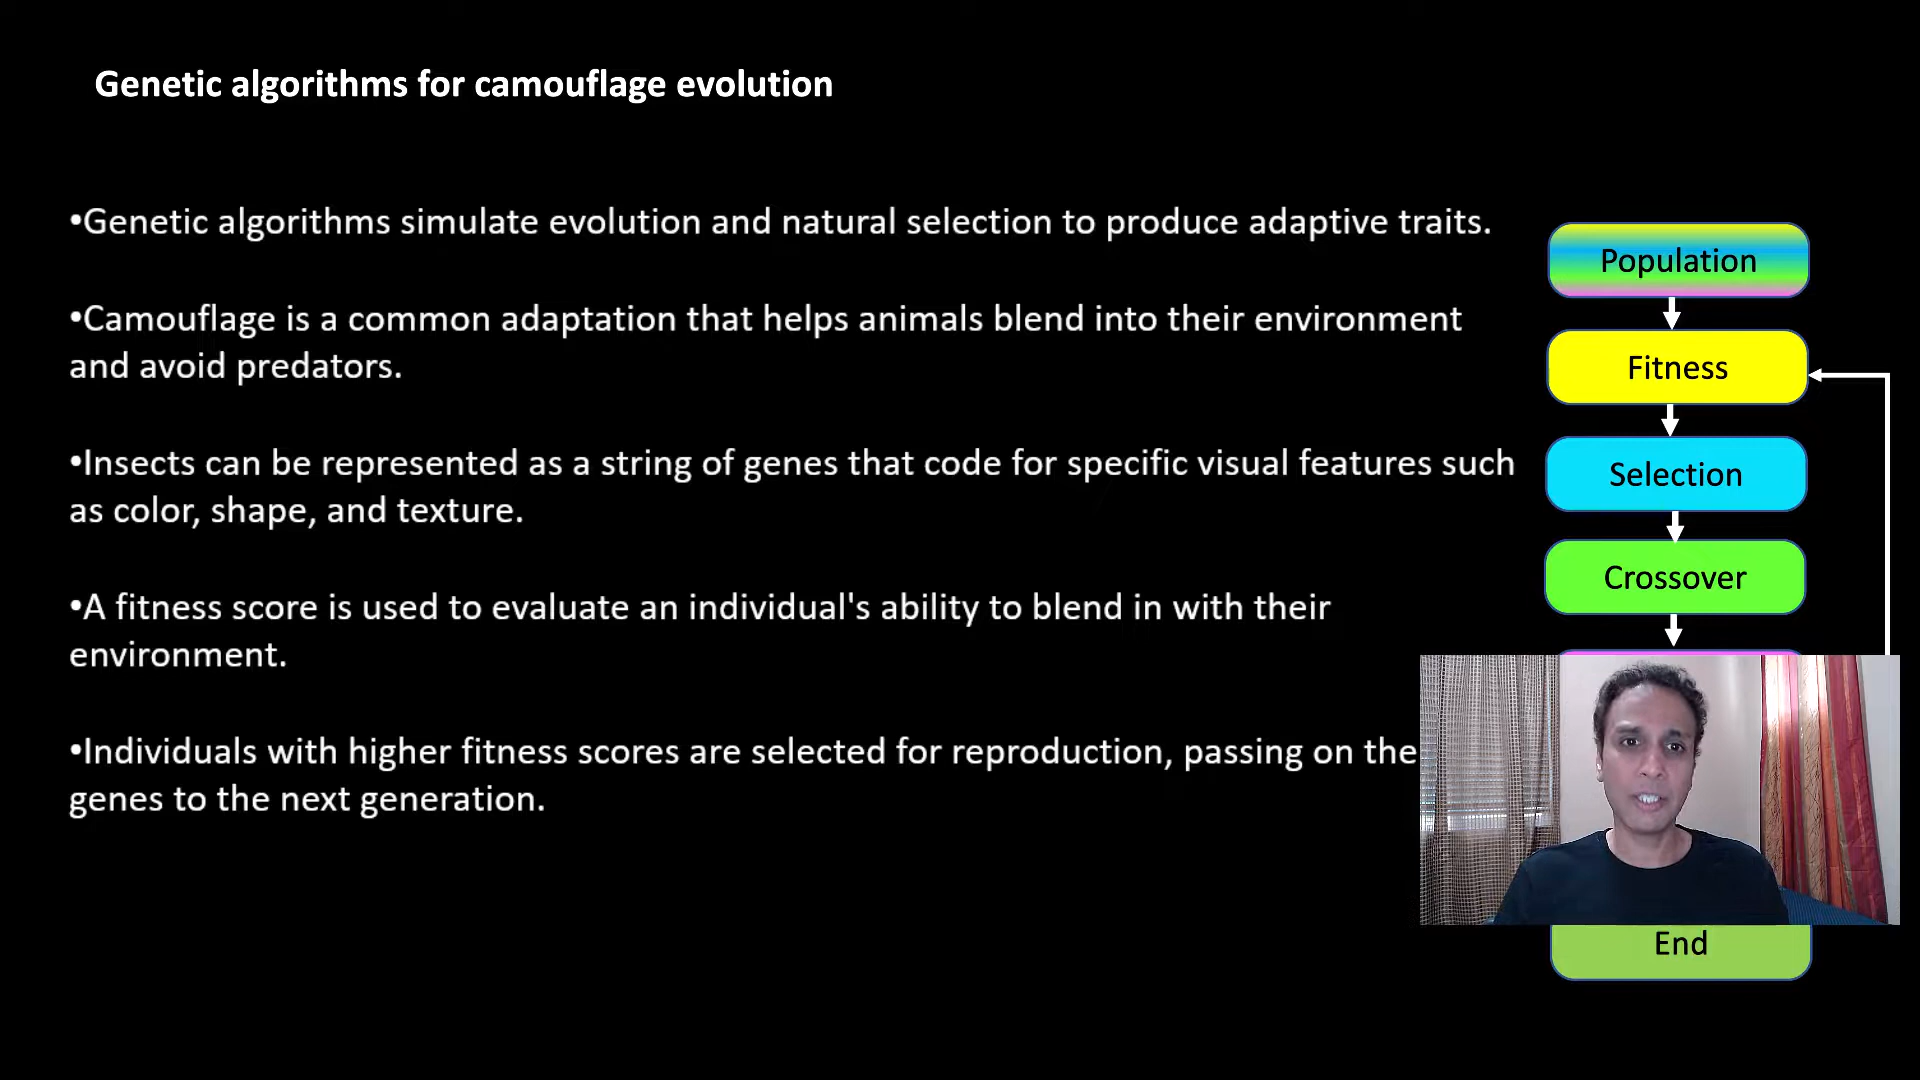 Genetic algorithms for camouflage evolution
•Genetic algorithms simulate evolution and natural selection to produce adaptive traits.
•Camouflage is a common adaptation that helps animals blend into their environment
and avoid predators.
•Insects can be represented as a string of genes that code for specific visual features such
as color, shape, and texture.
•A fitness score is used to evaluate an individual's ability to blend in with their
environment.
•Individuals with higher fitness scores are selected for reproduction, passing on the
genes to the next generation.
Population
Fitness
Selection
Crossover
End